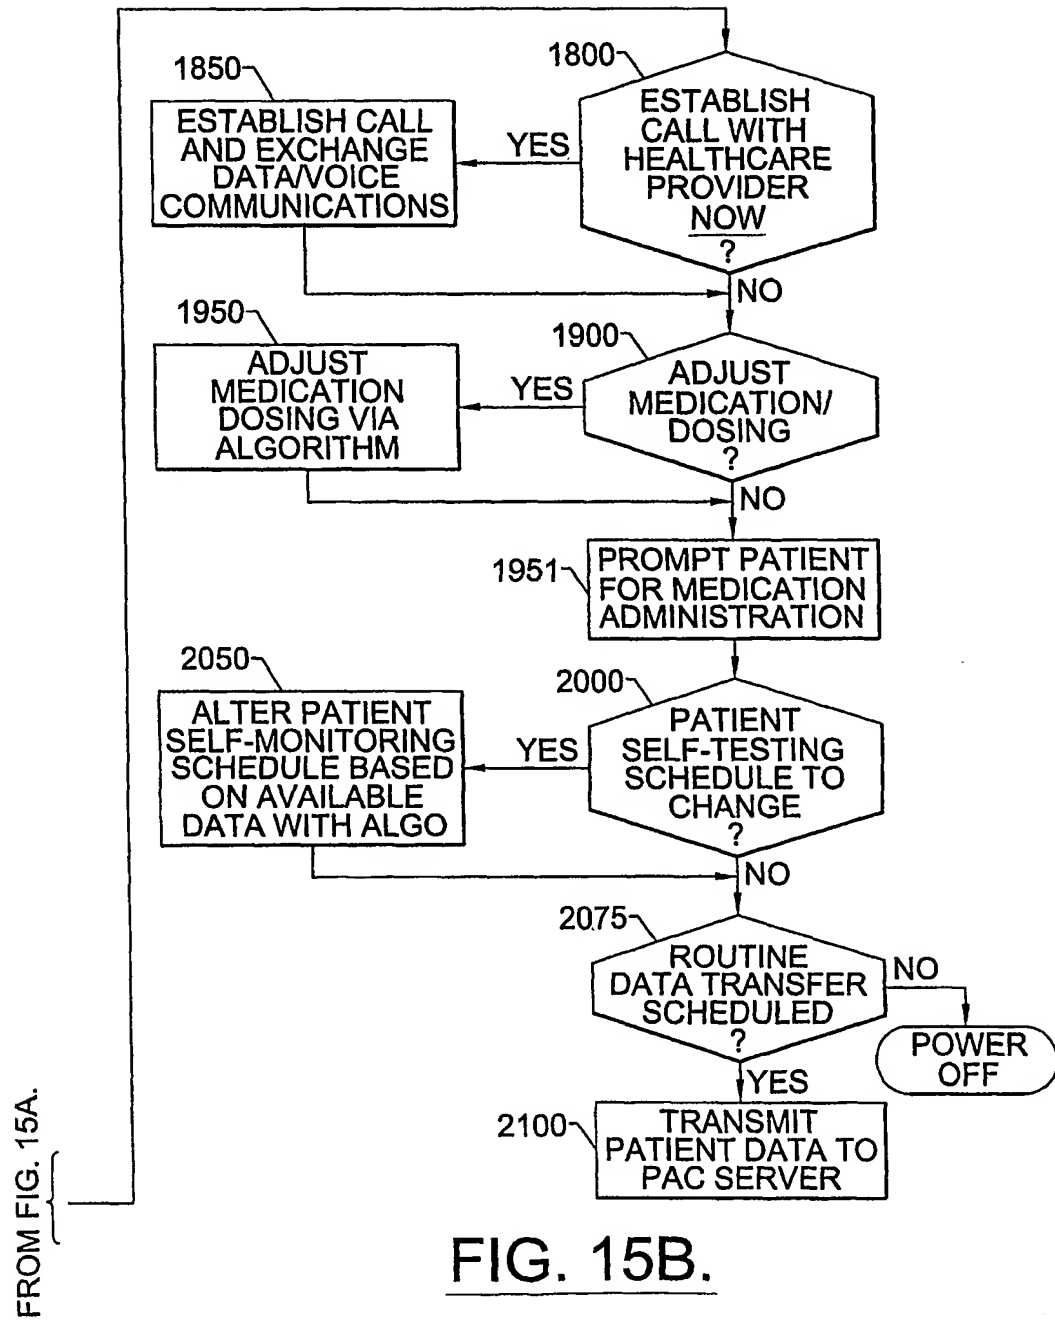 1800
ESTABLISH
CALL WITH
HEALTHCARE
PROVIDER
NOW
?
YES
1850
ESTABLISH CALL
AND EXCHANGE
DATA/VOICE
COMMUNICATIONS
NO
1900
ADJUST
MEDICATION/
DOSING
?
YES
1950
ADJUST
MEDICATION
DOSING VIA
ALGORITHM
NO
1951
PROMPT PATIENT
FOR MEDICATION
ADMINISTRATION
2000
PATIENT
SELF-TESTING
SCHEDULE TO
CHANGE
?
YES
2050
ALTER PATIENT
SELF-MONITORING
SCHEDULE BASED
ON AVAILABLE
DATA WITH ALGO
NO
2075
ROUTINE
DATA TRANSFER
SCHEDULED
?
NO
POWER
OFF
YES
2100
TRANSMIT
PATIENT DATA TO
PAC SERVER
FROM FIG. 15A.
FIG. 15B.